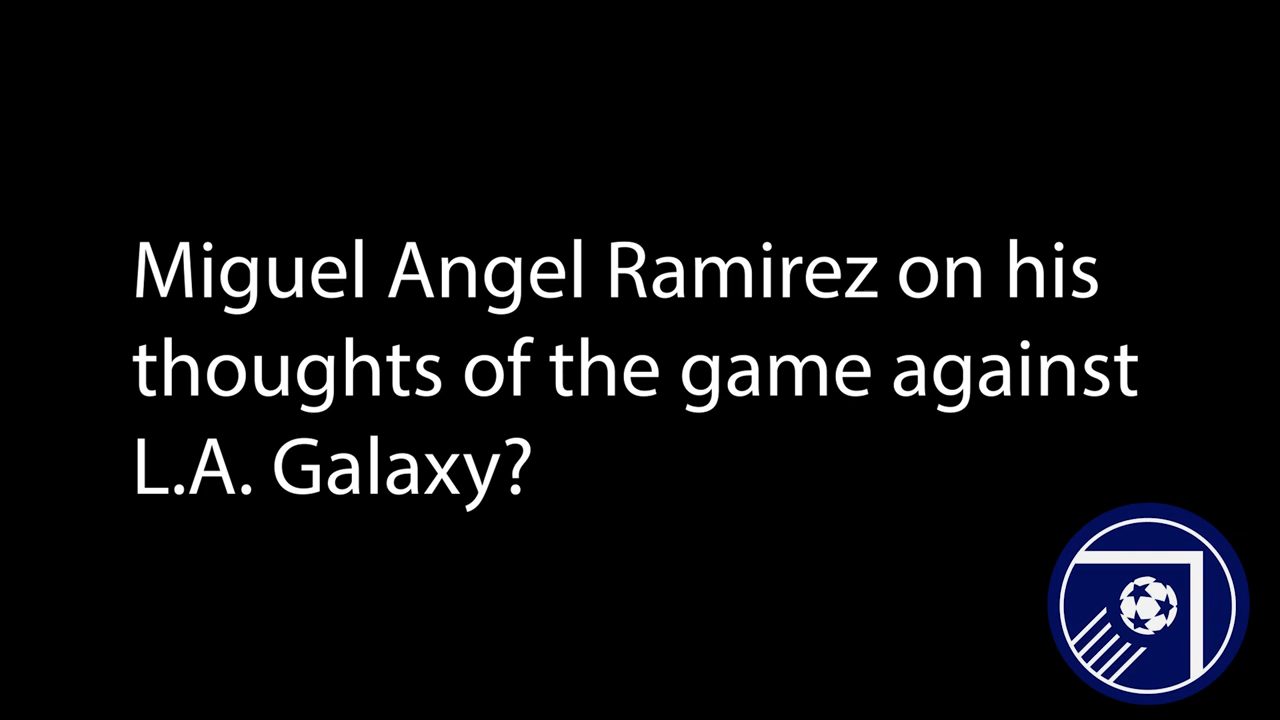 Miguel Angel Ramirez on his
thoughts of the game against
L.A. Galaxy?